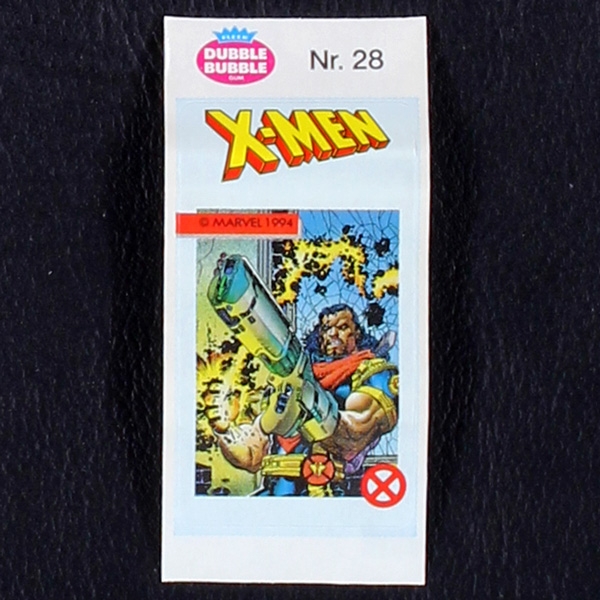 FLEER
DUBBLE
BUBBLE
GUM
Nr. 28
X-MEN
© MARVEL 1994